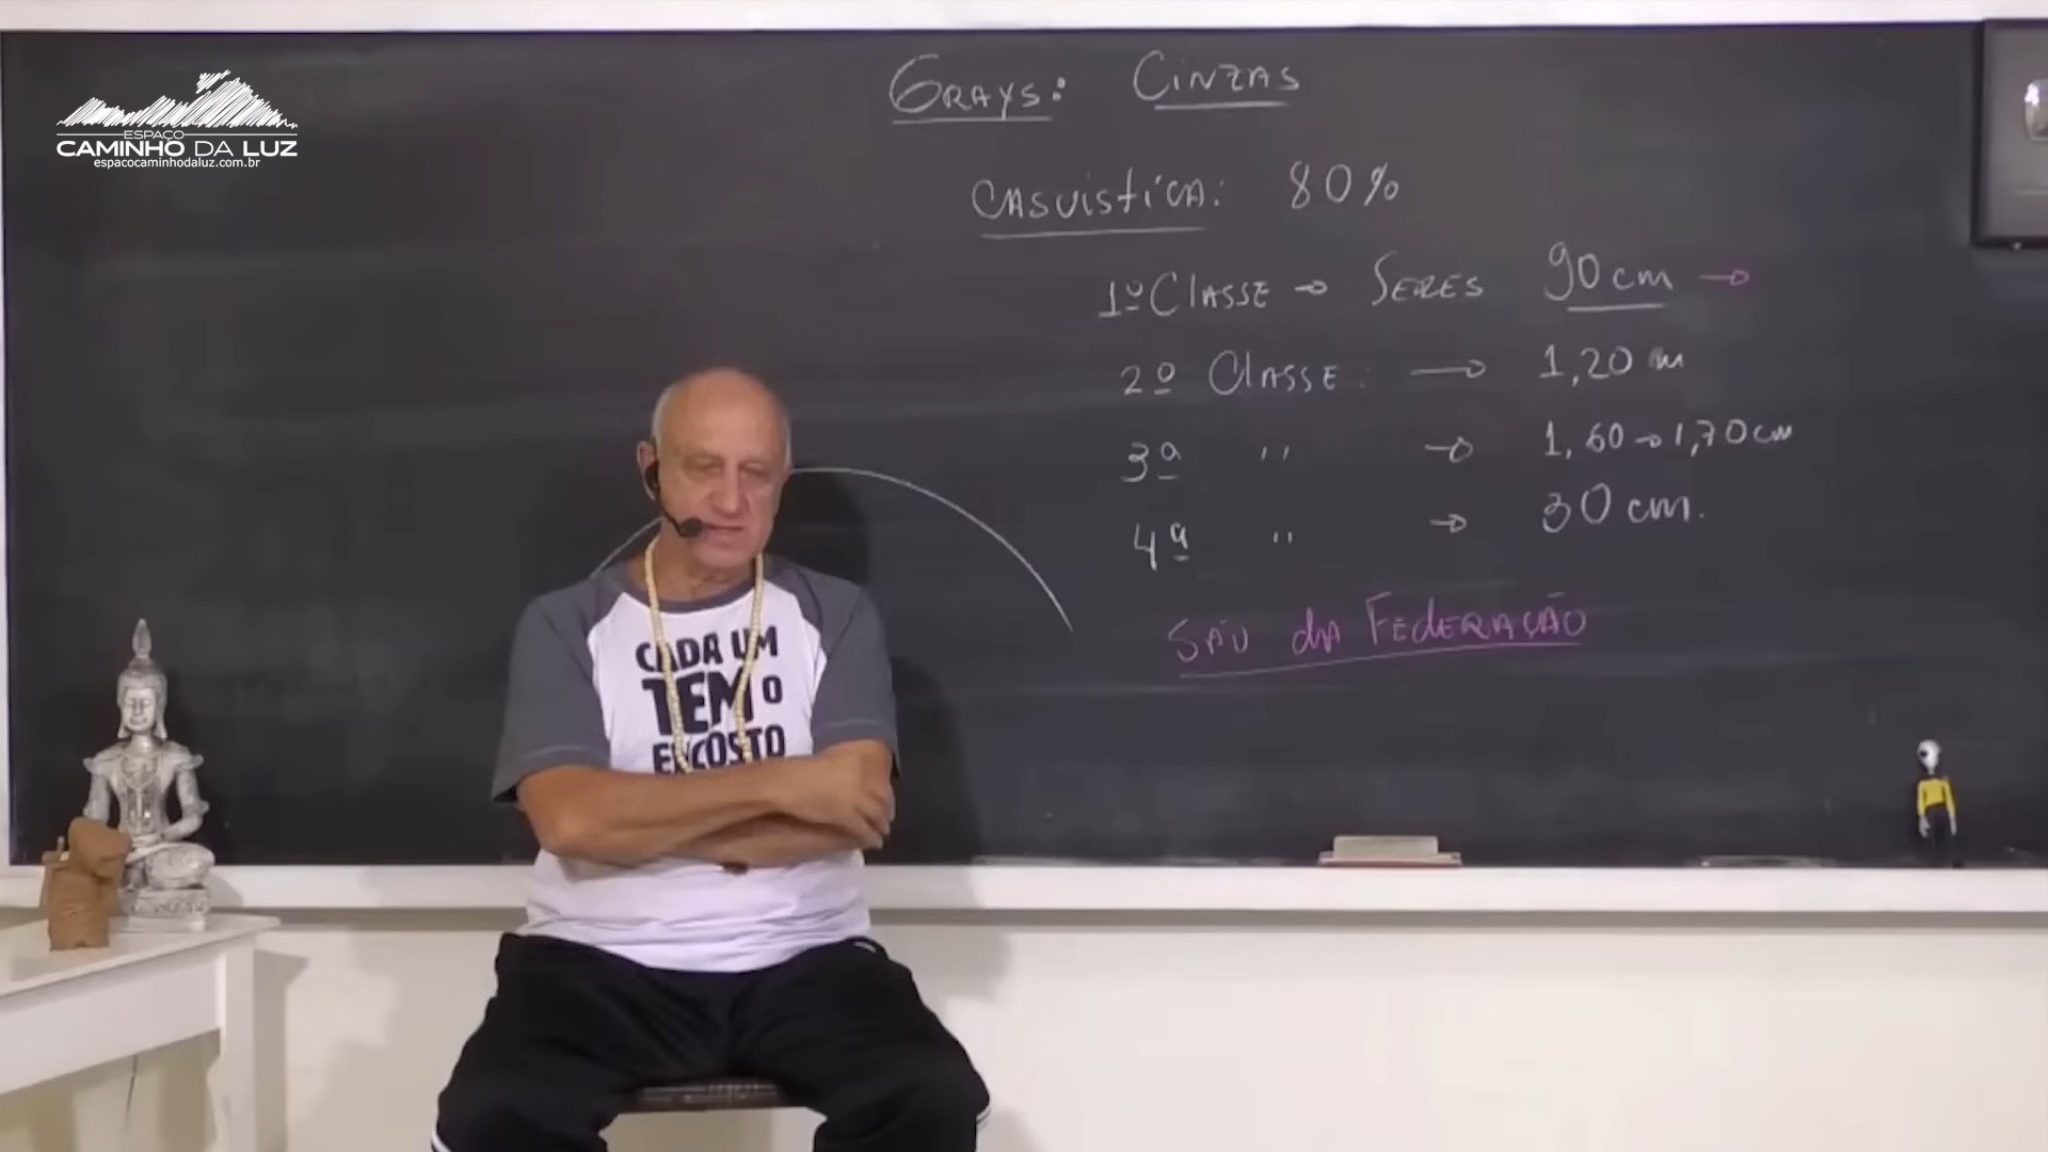 ESPAÇO
CAMINHO DA LUZ
espacocaminhodaluz.com.br
GRAYS: CINZAS
CASUISTICA: 80%
1º CLASSE → SERES 90 cm →
2º CLASSE: → 1,20 m
3ª " → 1,60 → 1,70 cm
4ª " → 30 cm.
SÃO dA FEdERAÇÃO
CADA UM
TEM O
ENCOSTO